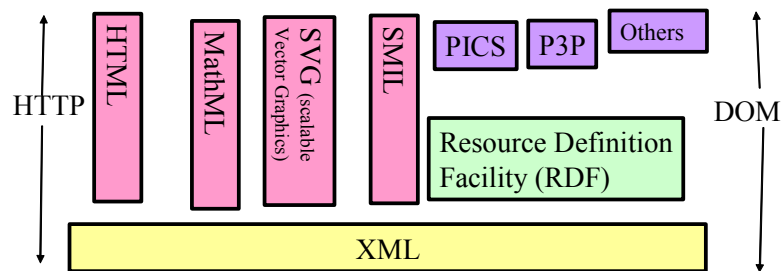 HTTP
HTML
MathML
SVG (scalable
Vector Graphics)
SMIL
PICS
P3P
Others
DOM
Resource Definition
Facility (RDF)
XML